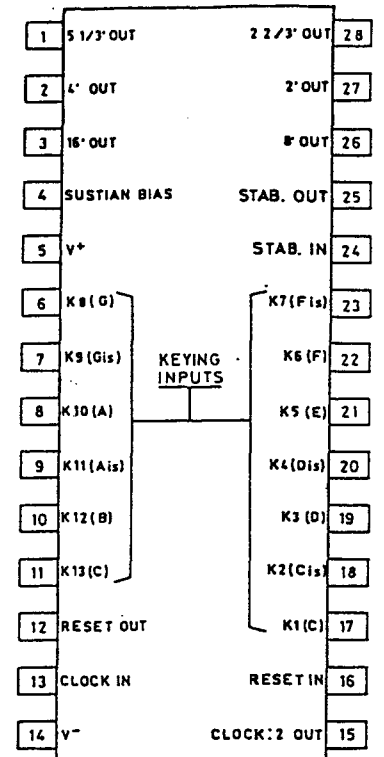 1 5 1/3' OUT 2 2/3' OUT 28
2 4' OUT 2' OUT 27
3 16' OUT 8' OUT 26
4 SUSTIAN BIAS STAB. OUT 25
5 V+ STAB. IN 24
6 K8(G) K7(Fis) 23
7 K9(Gis) KEYING INPUTS K6(F) 22
8 K10(A) K5(E) 21
9 K11(Ais) K4(Dis) 20
10 K12(B) K3(D) 19
11 K13(C) K2(Cis) 18
K1(C) 17
12 RESET OUT
13 CLOCK IN RESET IN 16
14 V- CLOCK:2 OUT 15